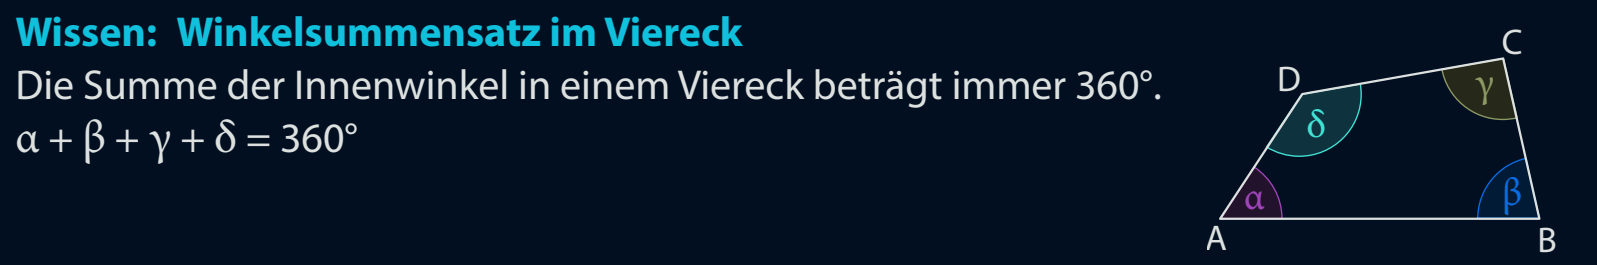 Wissen: Winkelsummensatz im Viereck
Die Summe der Innenwinkel in einem Viereck beträgt immer 360°.
α + β + γ + δ = 360°
C
D
γ
δ
α
β
A
B